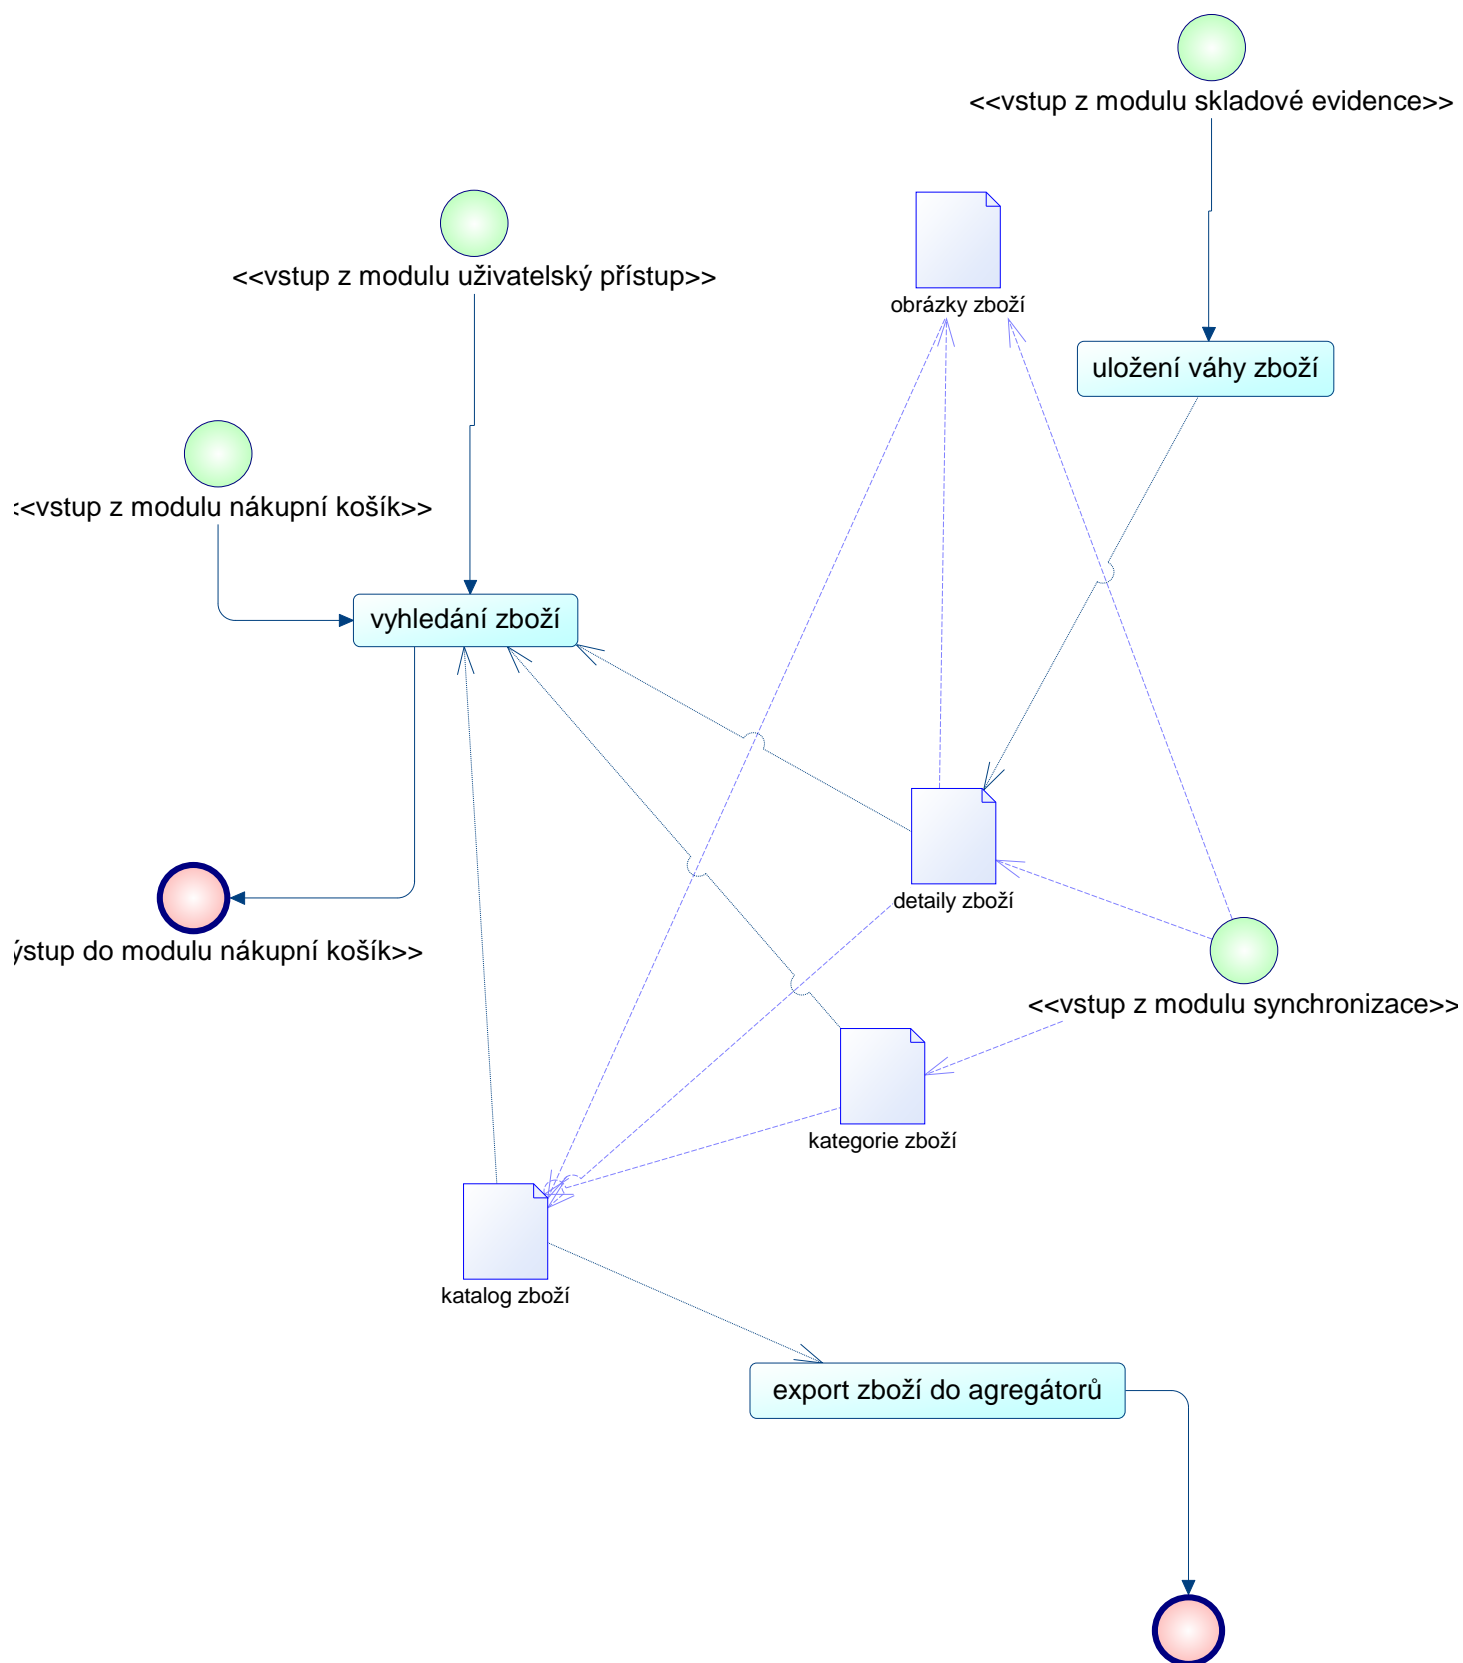 <<vstup z modulu skladové evidence>>
<<vstup z modulu uživatelský přístup>>
obrázky zboží
uložení váhy zboží
<<vstup z modulu nákupní košík>>
vyhledání zboží
detaily zboží
ýstup do modulu nákupní košík>>
<<vstup z modulu synchronizace>>
kategorie zboží
katalog zboží
export zboží do agregátorů